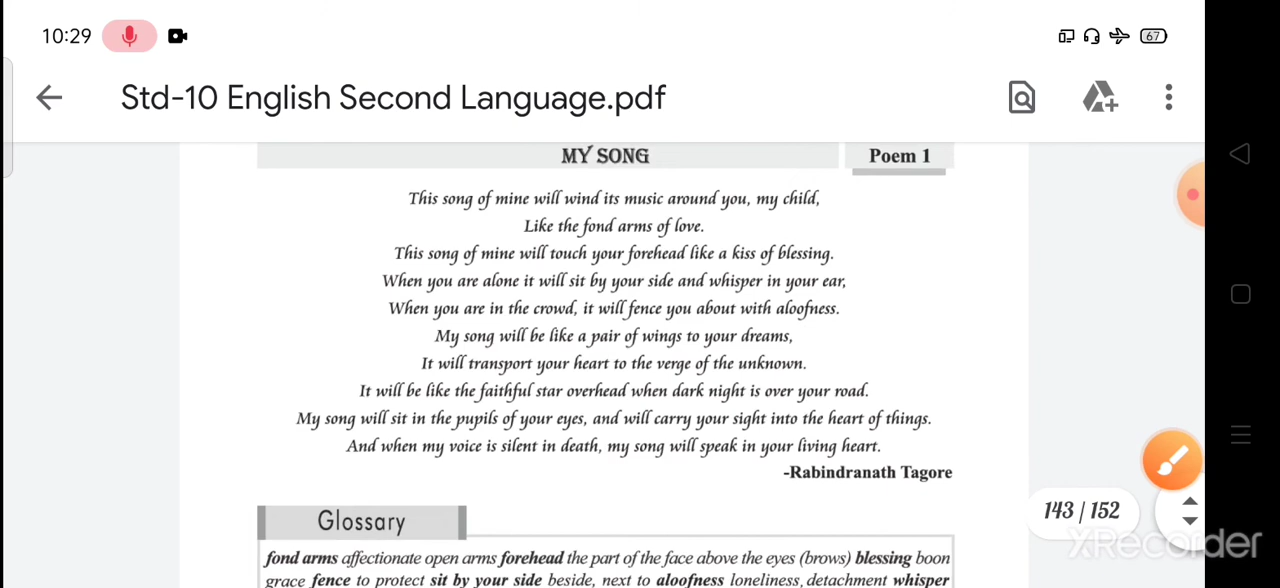 10:29
67
Std-10 English Second Language.pdf
MY SONG
Poem 1
This song of mine will wind its music around you, my child,
Like the fond arms of love.
This song of mine will touch your forehead like a kiss of blessing.
When you are alone it will sit by your side and whisper in your ear,
When you are in the crowd, it will fence you about with aloofness.
My song will be like a pair of wings to your dreams,
It will transport your heart to the verge of the unknown.
It will be like the faithful star overhead when dark night is over your road.
My song will sit in the pupils of your eyes, and will carry your sight into the heart of things.
And when my voice is silent in death, my song will speak in your living heart.
-Rabindranath Tagore
143 / 152
Glossary
XRecorder
fond arms affectionate open arms forehead the part of the face above the eyes (brows) blessing boon
grace fence to protect sit by your side beside, next to aloofness loneliness, detachment whisper